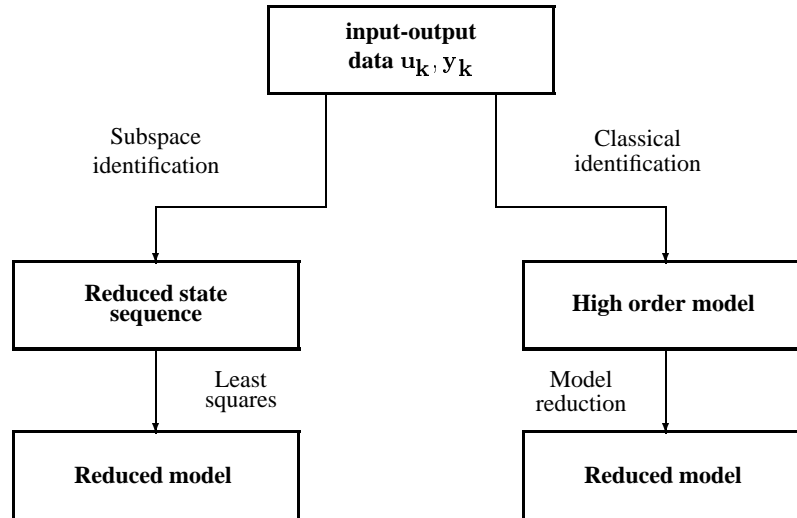 input-output
data u_k, y_k
Subspace
identification
Classical
identification
Reduced state
sequence
High order model
Least
squares
Model
reduction
Reduced model
Reduced model